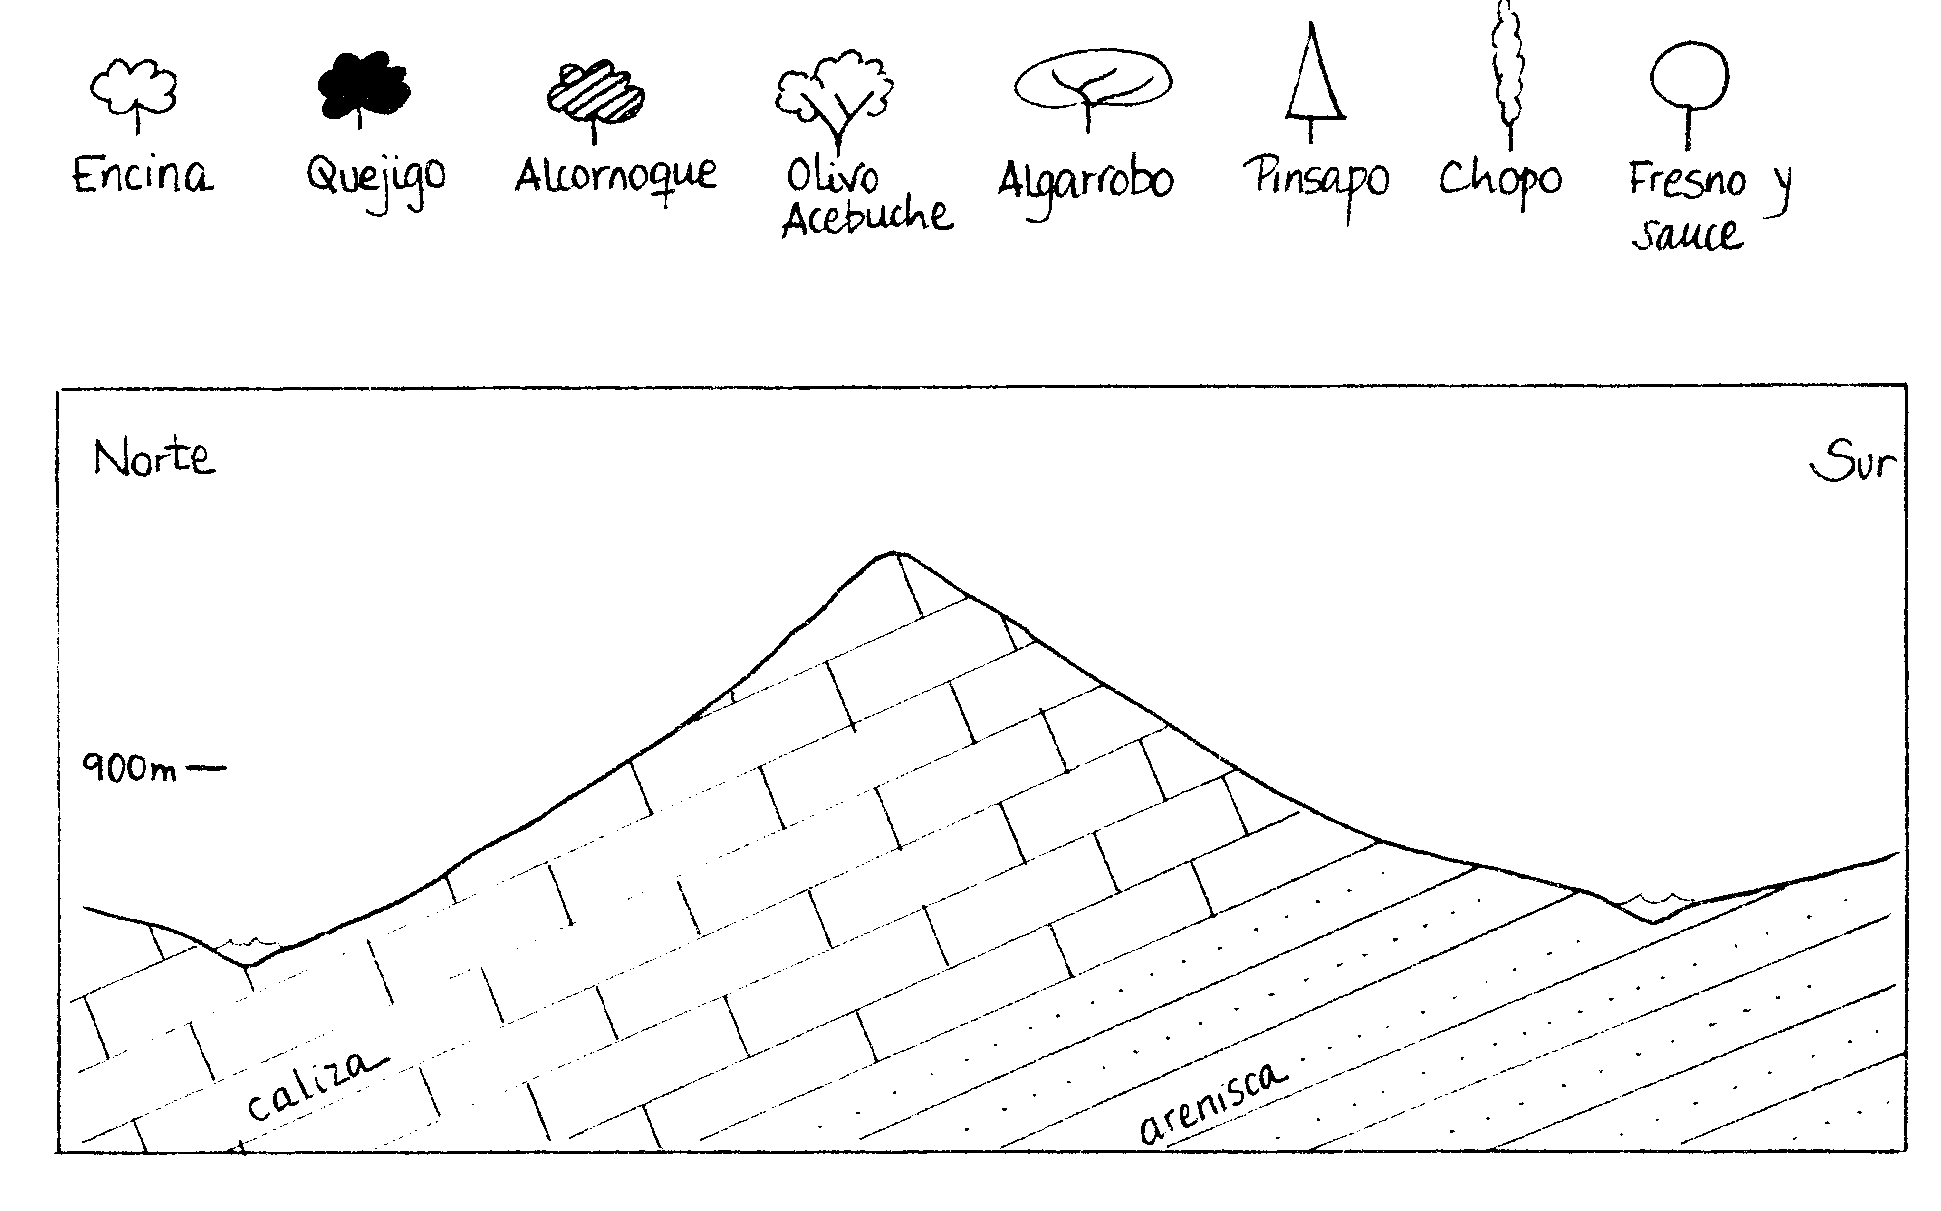 Encina
Quejigo
Alcornoque
Olivo
Acebuche
Algarrobo
Pinsapo
Chopo
Fresno y
sauce
Norte
Sur
900m
caliza
arenisca